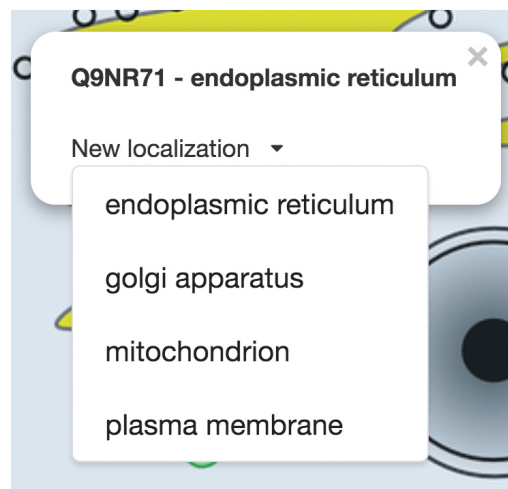 Q9NR71 - endoplasmic reticulum
New localization
endoplasmic reticulum
golgi apparatus
mitochondrion
plasma membrane